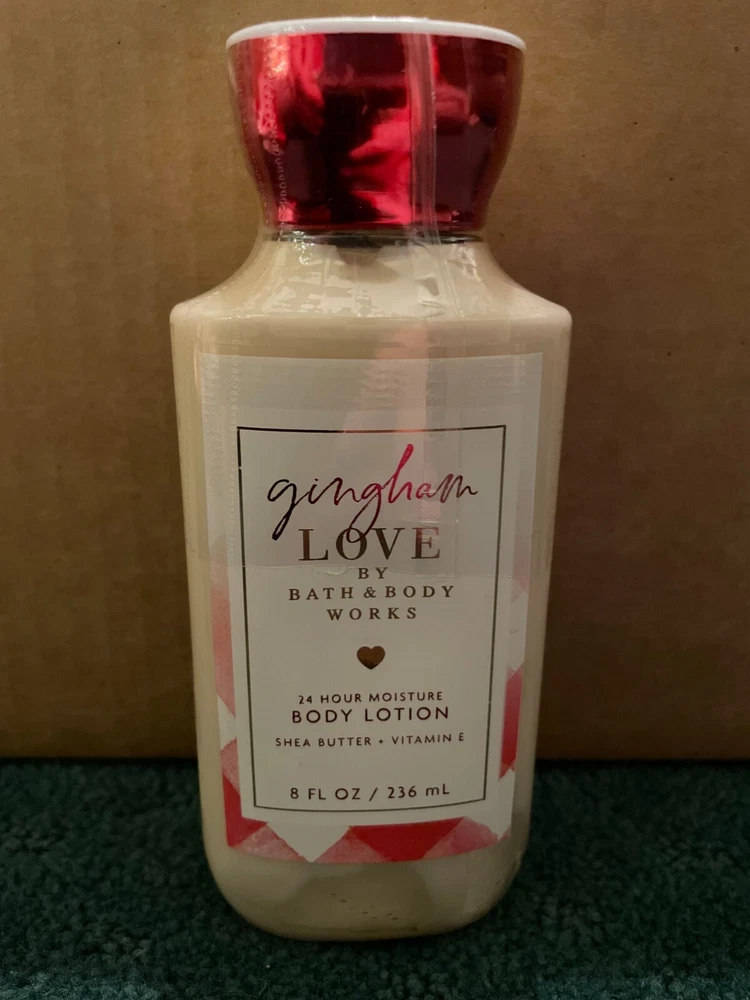 gingham
LOVE
BY
BATH & BODY
WORKS
24 HOUR MOISTURE
BODY LOTION
SHEA BUTTER + VITAMIN E
8 FL OZ / 236 mL